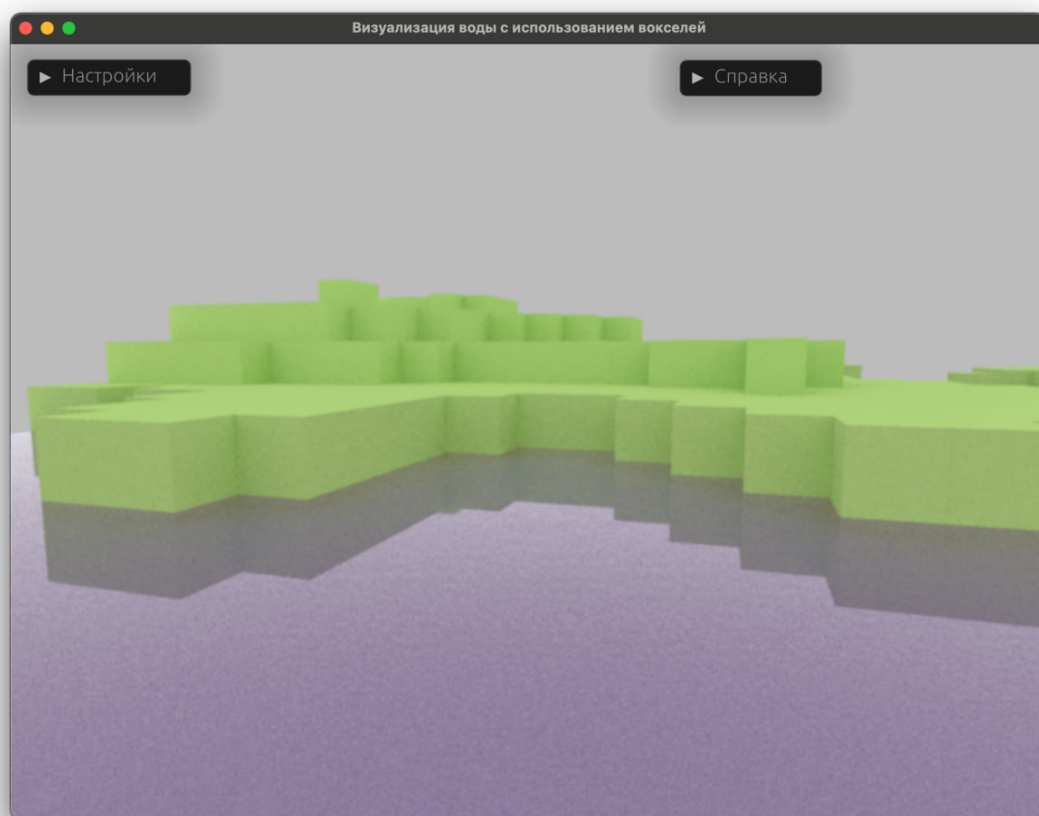 Визуализация воды с использованием вокселей
Настройки
Справка